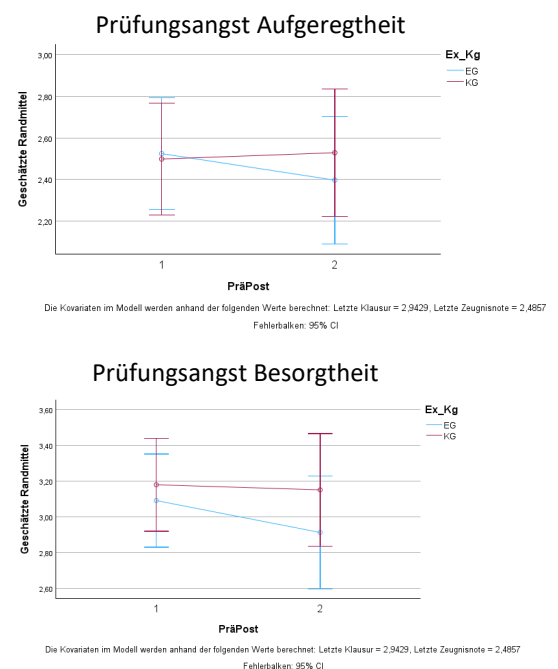 Prüfungsangst Aufgeregtheit
3,00
2,80
2,60
2,40
2,20
Geschätzte Randmittel
1
2
PräPost
Ex_Kg
EG
KG
Die Kovariaten im Modell werden anhand der folgenden Werte berechnet: Letzte Klausur = 2,9429, Letzte Zeugnisnote = 2,4857
Fehlerbalken: 95% CI
Prüfungsangst Besorgtheit
3,60
3,40
3,20
3,00
2,80
2,60
Geschätzte Randmittel
1
2
PräPost
Ex_Kg
EG
KG
Die Kovariaten im Modell werden anhand der folgenden Werte berechnet: Letzte Klausur = 2,9429, Letzte Zeugnisnote = 2,4857
Fehlerbalken: 95% CI